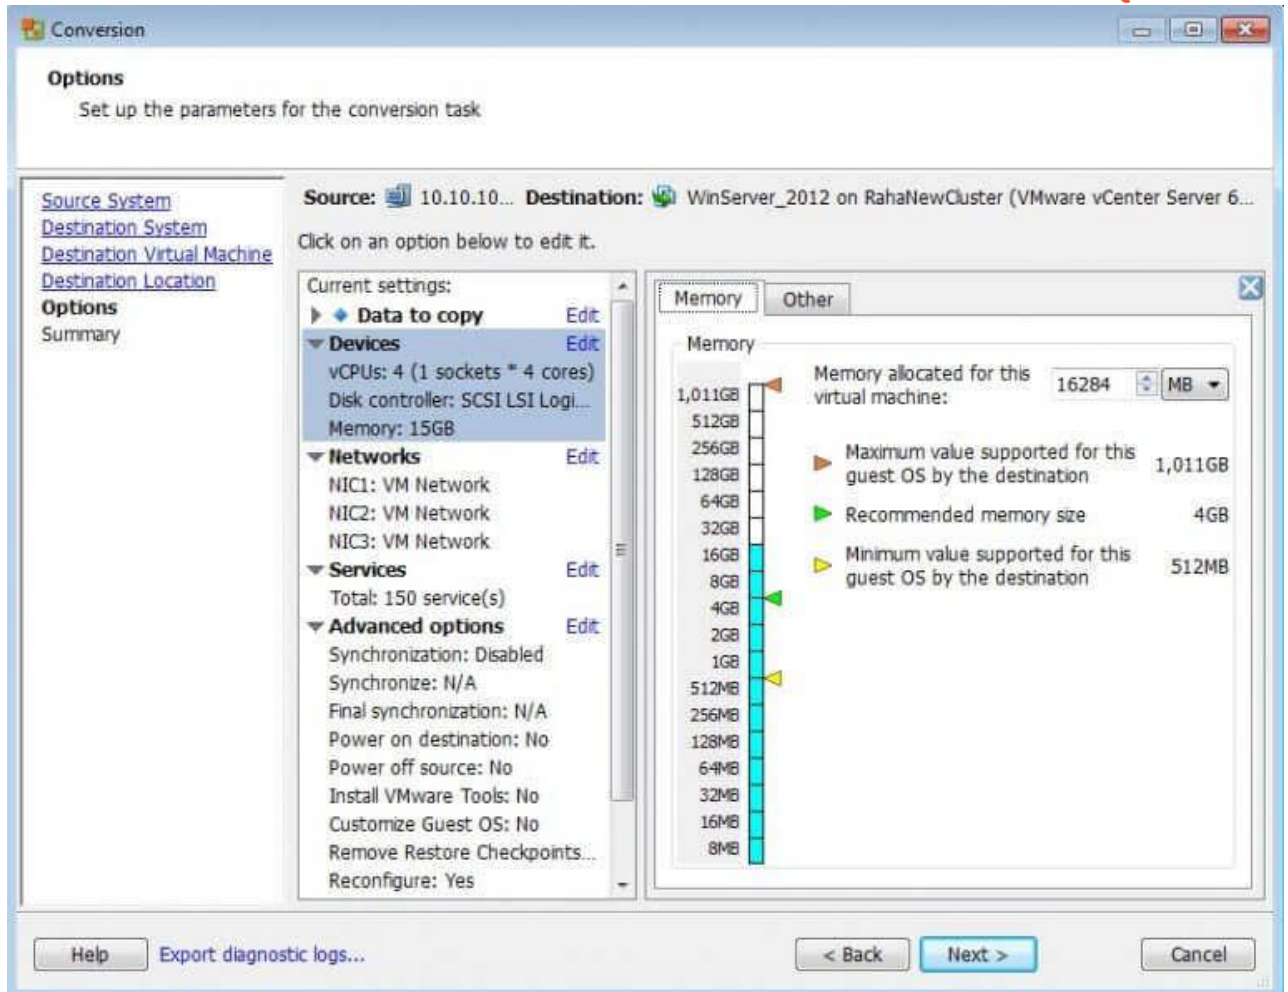 Conversion
Options
Set up the parameters for the conversion task
Source System
Destination System
Destination Virtual Machine
Destination Location
Options
Summary
Source: 10.10.10... Destination: WinServer_2012 on RahaNewCluster (VMware vCenter Server 6...
Click on an option below to edit it.
Current settings:
Data to copy Edit
Devices Edit
vCPUs: 4 (1 sockets * 4 cores)
Disk controller: SCSI LSI Logi...
Memory: 15GB
Networks Edit
NIC1: VM Network
NIC2: VM Network
NIC3: VM Network
Services Edit
Total: 150 service(s)
Advanced options Edit
Synchronization: Disabled
Synchronize: N/A
Final synchronization: N/A
Power on destination: No
Power off source: No
Install VMware Tools: No
Customize Guest OS: No
Remove Restore Checkpoints...
Reconfigure: Yes
Memory Other
Memory
1,011GB
512GB
256GB
128GB
64GB
32GB
16GB
8GB
4GB
2GB
1GB
512MB
256MB
128MB
64MB
32MB
16MB
8MB
Memory allocated for this
virtual machine:
16284 MB
Maximum value supported for this
guest OS by the destination
1,011GB
Recommended memory size 4GB
Minimum value supported for this
guest OS by the destination
512MB
Help Export diagnostic logs... < Back Next > Cancel